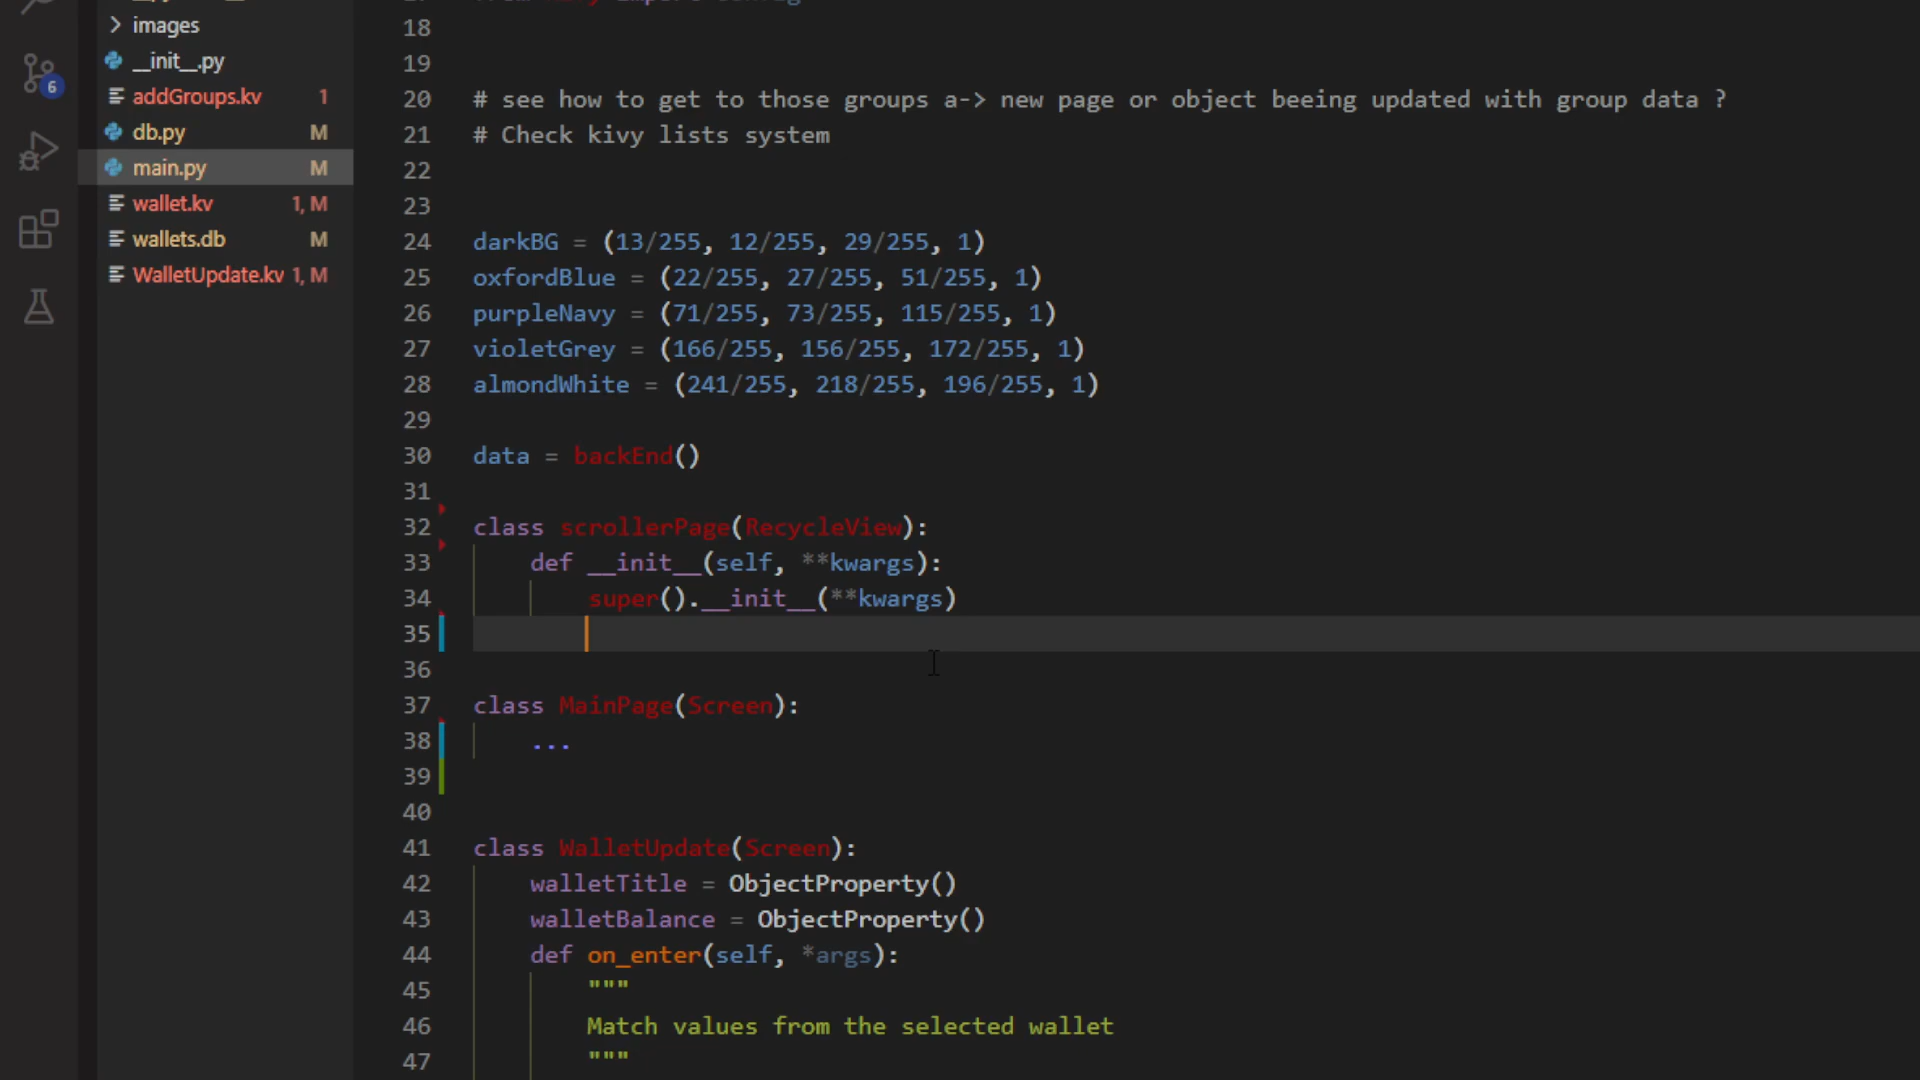 images
__init__.py
6
addGroups.kv 1
db.py M
main.py M
wallet.kv 1, M
wallets.db M
WalletUpdate.kv 1, M
18
19
20 # see how to get to those groups a-> new page or object beeing updated with group data ?
21 # Check kivy lists system
22
23
24 darkBG = (13/255, 12/255, 29/255, 1)
25 oxfordBlue = (22/255, 27/255, 51/255, 1)
26 purpleNavy = (71/255, 73/255, 115/255, 1)
27 violetGrey = (166/255, 156/255, 172/255, 1)
28 almondWhite = (241/255, 218/255, 196/255, 1)
29
30 data = backEnd()
31
32 class scrollerPage(RecycleView):
33 def __init__(self, **kwargs):
34 super().__init__(**kwargs)
35
36
37 class MainPage(Screen):
38 ...
39
40
41 class WalletUpdate(Screen):
42 walletTitle = ObjectProperty()
43 walletBalance = ObjectProperty()
44 def on_enter(self, *args):
45 """
46 Match values from the selected wallet
47 """